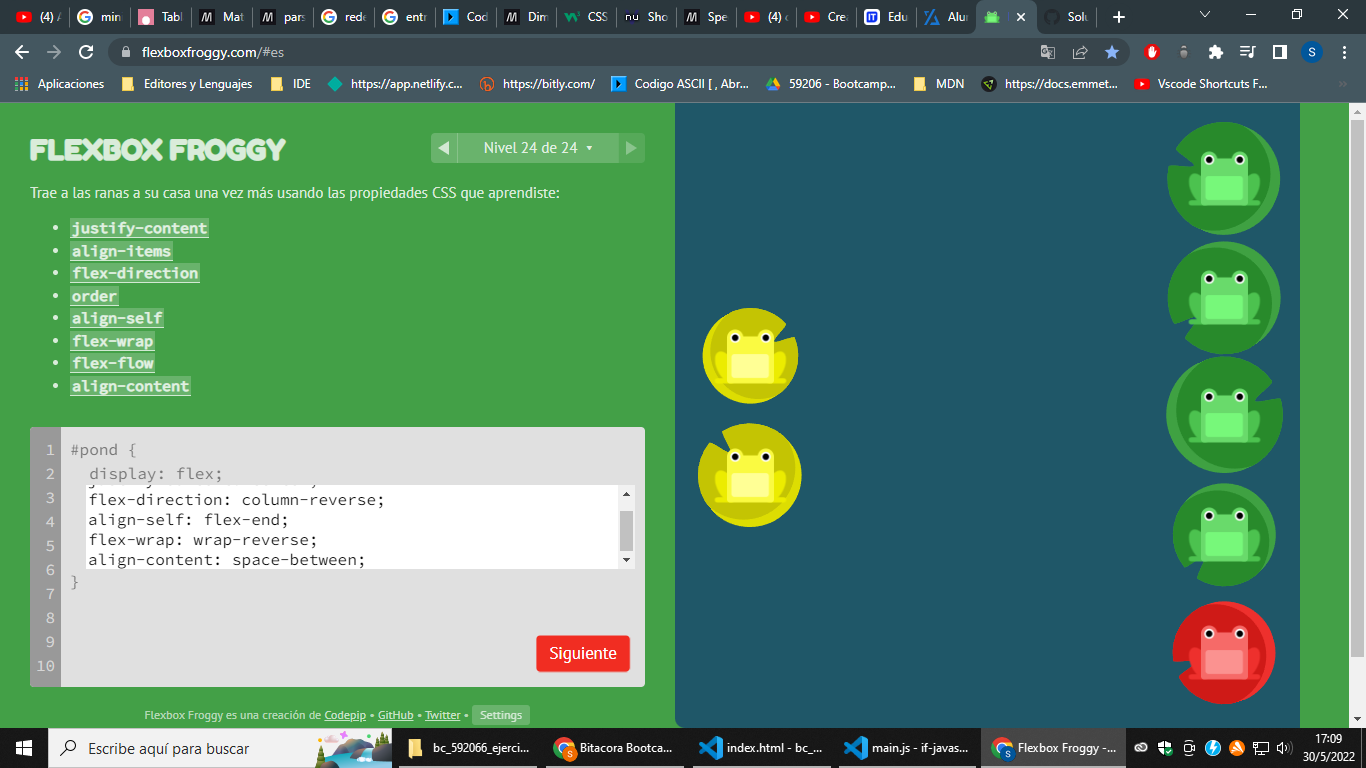 (4) A
mini
Tabl
Mat
pars
rede
entr
Cod
Dim
CSS
Sho
Spe
(4) c
Crea
Edu
Alur
Solu
flexboxfroggy.com/#es
S
Aplicaciones
Editores y Lenguajes
IDE
https://app.netlify.c...
https://bitly.com/
Codigo ASCII [ , Abr...
59206 - Bootcamp...
MDN
https://docs.emmet...
Vscode Shortcuts F...
FLEXBOX FROGGY
Nivel 24 de 24
Trae a las ranas a su casa una vez más usando las propiedades CSS que aprendiste:
justify-content
align-items
flex-direction
order
align-self
flex-wrap
flex-flow
align-content
1 #pond {
2 display: flex;
3 flex-direction: column-reverse;
4 align-self: flex-end;
5 flex-wrap: wrap-reverse;
6 align-content: space-between;
7 }
8
9
10
Siguiente
Flexbox Froggy es una creación de Codepip • GitHub • Twitter • Settings
Escribe aquí para buscar
bc_592066_ejerci...
Bitacora Bootca...
index.html - bc_...
main.js - if-javas...
Flexbox Froggy -...
17:09
30/5/2022